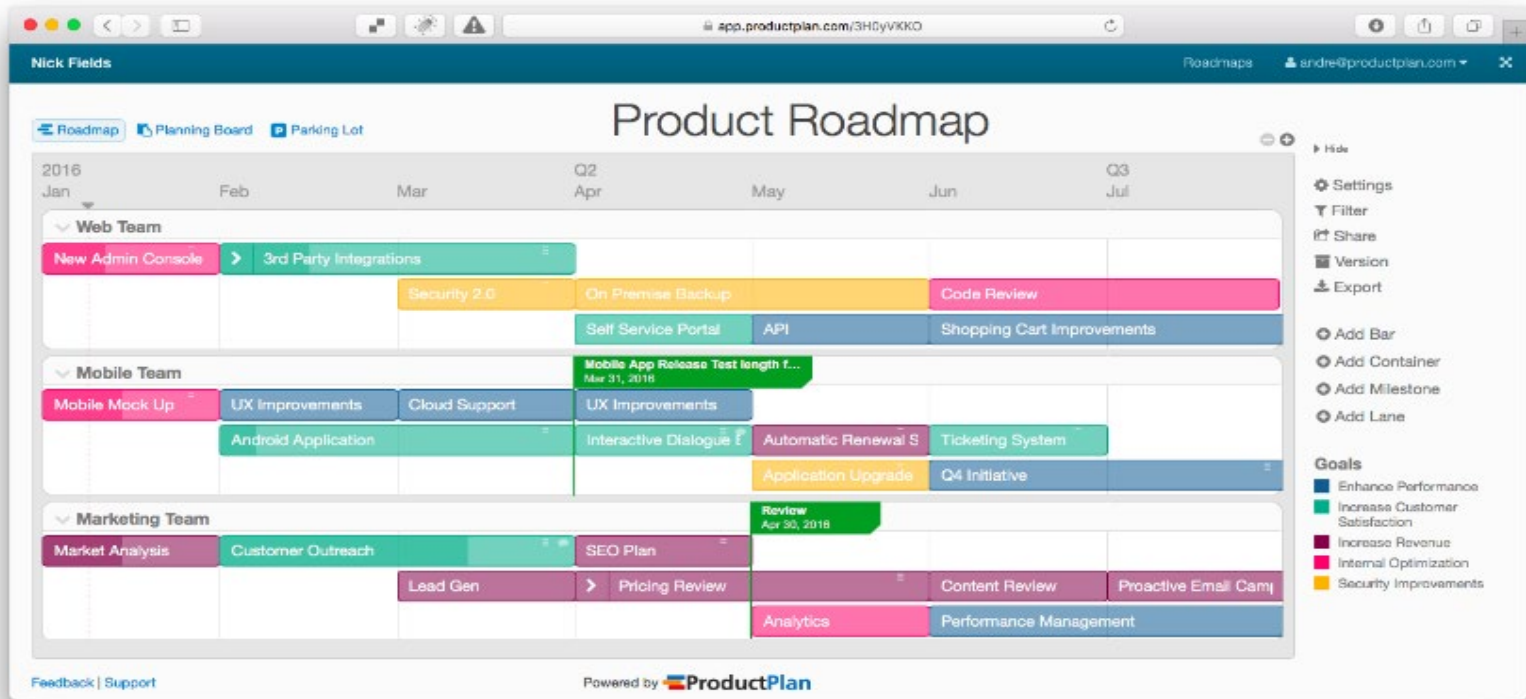 app.productplan.com/3H0yVKKO
Nick Fields
Roadmaps
andre@productplan.com
Product Roadmap
Roadmap
Planning Board
Parking Lot
Hide
2016
Q2
Q3
Jan
Feb
Mar
Apr
May
Jun
Jul
Settings
Filter
Share
Version
Export
Add Bar
Add Container
Add Milestone
Add Lane
Web Team
New Admin Console
3rd Party Integrations
Security 2.0
On Premise Backup
Code Review
Self Service Portal
API
Shopping Cart Improvements
Mobile Team
Mobile App Release Test length f...
Mar 31, 2016
Mobile Mock Up
UX Improvements
Cloud Support
UX Improvements
Android Application
Interactive Dialogue
Automatic Renewal S
Ticketing System
Application Upgrade
Q4 Initiative
Marketing Team
Review
Apr 30, 2016
Market Analysis
Customer Outreach
SEO Plan
Lead Gen
Pricing Review
Content Review
Proactive Email Camp
Analytics
Performance Management
Goals
Enhance Performance
Increase Customer
Satisfaction
Increase Revenue
Internal Optimization
Security Improvements
Feedback | Support
Powered by ProductPlan